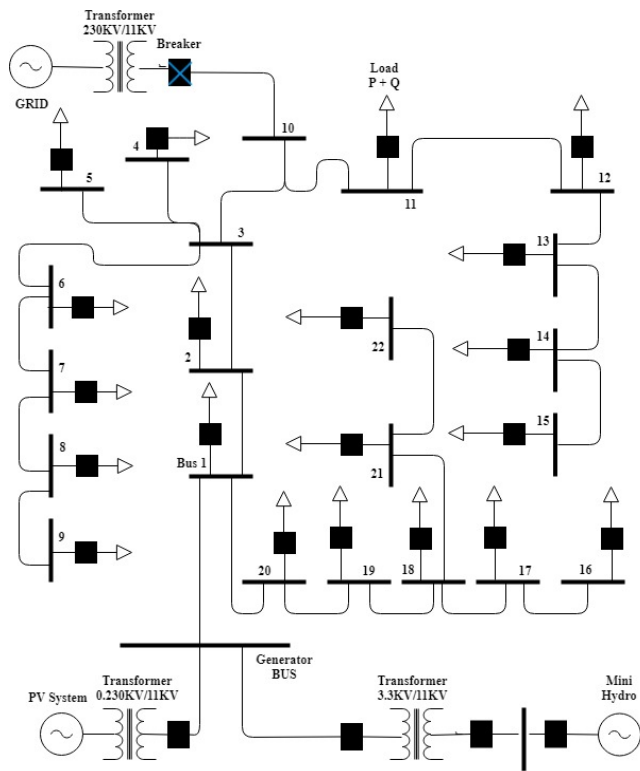 Transformer
230KV/11KV
Breaker
GRID
Load
P + Q
10
4
5
11
12
3
13
6
2
22
14
7
15
8
Bus 1
21
9
20
19
18
17
16
Generator
BUS
PV System
Transformer
0.230KV/11KV
Transformer
3.3KV/11KV
Mini
Hydro